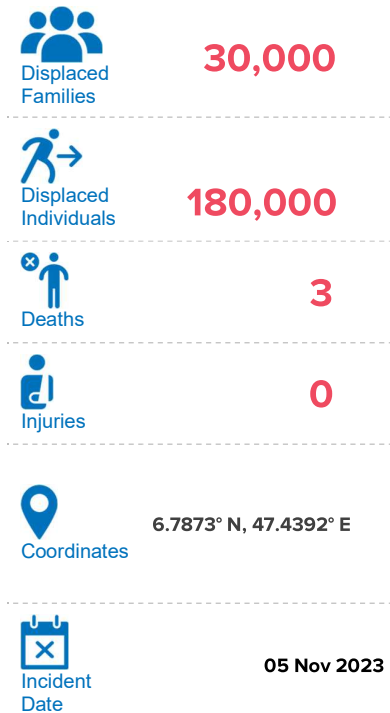 Displaced
Families
30,000
Displaced
Individuals
180,000
Deaths
3
Injuries
0
Coordinates
6.7873° N, 47.4392° E
Incident
Date
05 Nov 2023